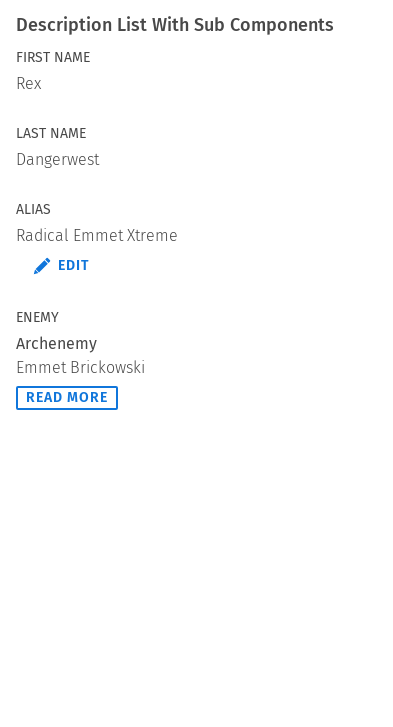 Description List With Sub Components
FIRST NAME
Rex
LAST NAME
Dangerwest
ALIAS
Radical Emmet Xtreme
EDIT
ENEMY
Archenemy
Emmet Brickowski
READ MORE